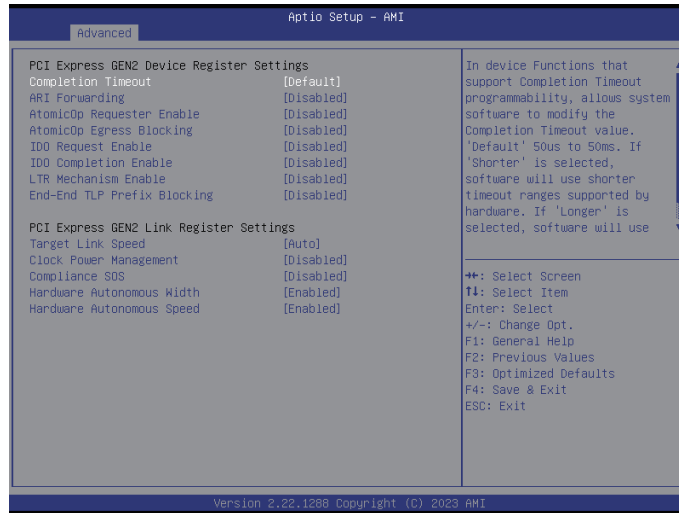 Aptio Setup – AMI
Advanced
PCI Express GEN2 Device Register Settings
Completion Timeout [Default]
ARI Forwarding [Disabled]
AtomicOp Requester Enable [Disabled]
AtomicOp Egress Blocking [Disabled]
IDO Request Enable [Disabled]
IDO Completion Enable [Disabled]
LTR Mechanism Enable [Disabled]
End-End TLP Prefix Blocking [Disabled]
PCI Express GEN2 Link Register Settings
Target Link Speed [Auto]
Clock Power Management [Disabled]
Compliance SOS [Disabled]
Hardware Autonomous Width [Enabled]
Hardware Autonomous Speed [Enabled]
In device Functions that
support Completion Timeout
programmability, allows system
software to modify the
Completion Timeout value.
'Default' 50us to 50ms. If
'Shorter' is selected,
software will use shorter
timeout ranges supported by
hardware. If 'Longer' is
selected, software will use
→←: Select Screen
↑↓: Select Item
Enter: Select
+/-: Change Opt.
F1: General Help
F2: Previous Values
F3: Optimized Defaults
F4: Save & Exit
ESC: Exit
Version 2.22.1288 Copyright (C) 2023 AMI